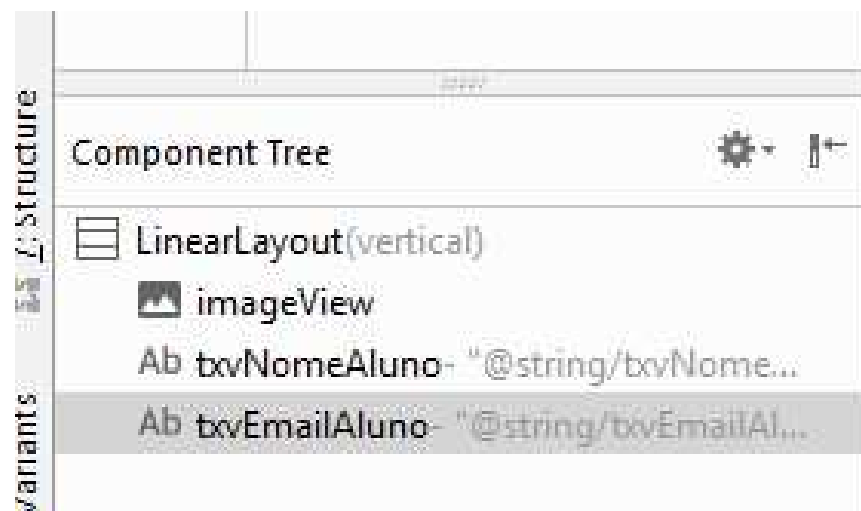 Component Tree
LinearLayout(vertical)
imageView
Ab txvNomeAluno- "@string/txvNome...
Ab txvEmailAluno- "@string/txvEmailAl...
Z: Structure
Variants